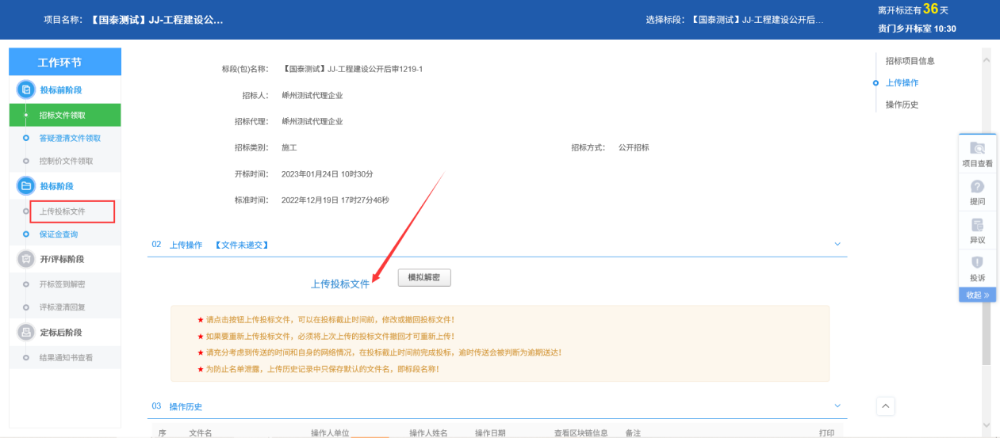 项目名称: 【国泰测试】JJ-工程建设公...
选择标段: 【国泰测试】JJ-工程建设公开后...
离开标还有36天
贵门乡开标室 10:30
工作环节
投标前阶段
招标文件领取
答疑澄清文件领取
控制价文件领取
投标阶段
上传投标文件
保证金查询
开/评标阶段
开标签到解密
评标澄清回复
定标后阶段
结果通知书查看
标段(包)名称: 【国泰测试】JJ-工程建设公开后审1219-1
招标人: 嵊州测试代理企业
招标代理: 嵊州测试代理企业
招标类别: 施工 招标方式: 公开招标
开标时间: 2023年01月24日 10时30分
标准时间: 2022年12月19日 17时27分46秒
02 上传操作 【文件未递交】
上传投标文件 模拟解密
★ 请点击按钮上传投标文件，可以在投标截止时间前，修改或撤回投标文件!
★ 如果要重新上传投标文件，必须将上次上传的投标文件撤回才可重新上传!
★ 请充分考虑到传送的时间和自身的网络情况，在投标截止时间前完成投标，逾时传送会被判断为逾期送达!
★ 为防止名单泄露，上传历史记录中只保存默认的文件名，即标段名称!
03 操作历史
序 文件名 操作人单位 操作人姓名 操作日期 查看区块链信息 备注 打印
招标项目信息
上传操作
操作历史
项目查看
提问
异议
投诉
收起 »